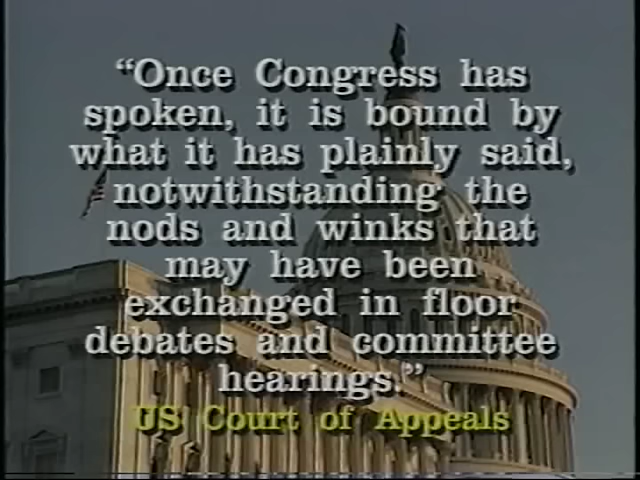 “Once Congress has
spoken, it is bound by
what it has plainly said,
notwithstanding the
nods and winks that
may have been
exchanged in floor
debates and committee
hearings.”
US Court of Appeals